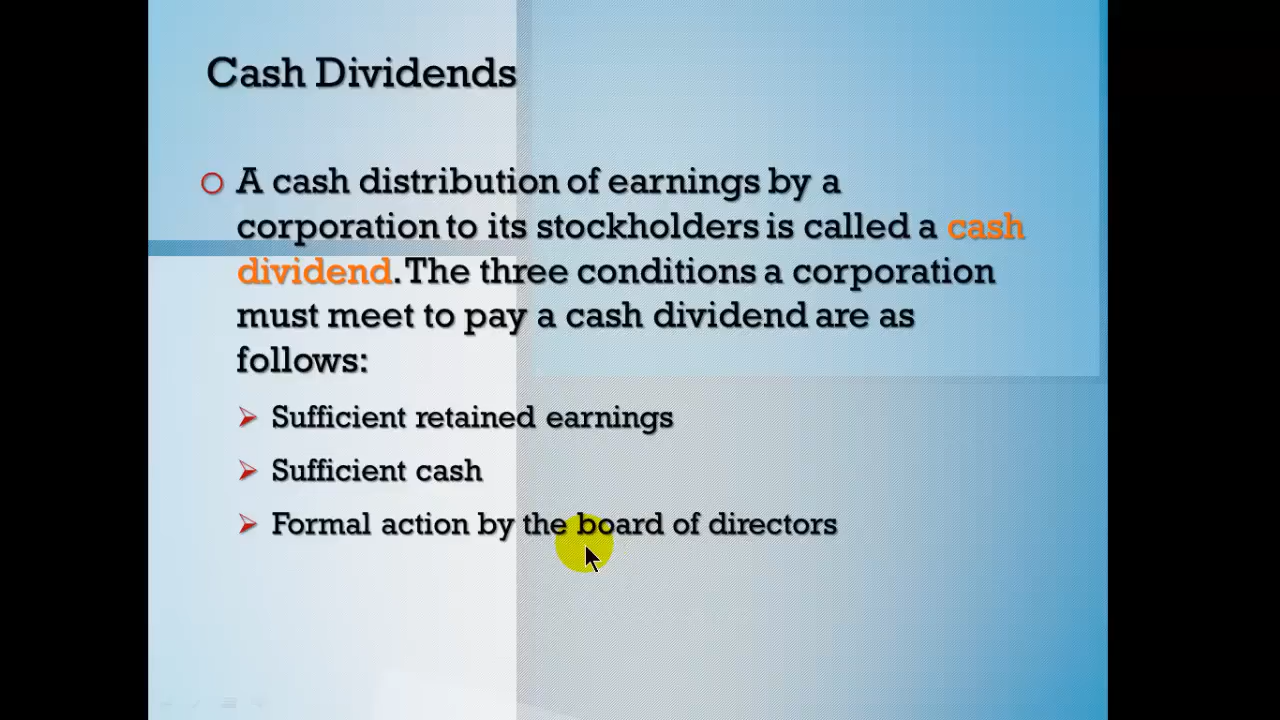 Cash Dividends
A cash distribution of earnings by a
corporation to its stockholders is called a cash
dividend. The three conditions a corporation
must meet to pay a cash dividend are as
follows:
Sufficient retained earnings
Sufficient cash
Formal action by the board of directors